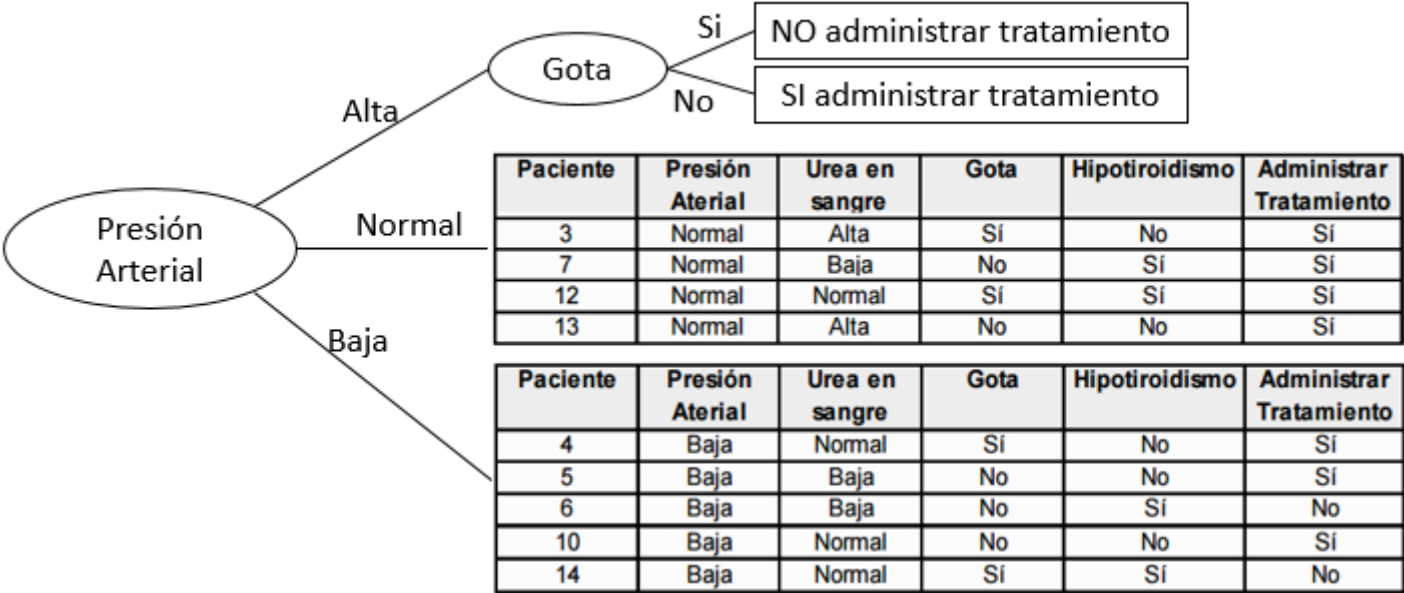 Si
NO administrar tratamiento
Gota
No
SI administrar tratamiento
Alta
Presión
Arterial
Normal
Baja
Paciente Presión Urea en Gota Hipotiroidismo Administrar
Aterial sangre Tratamiento
3 Normal Alta Sí No Sí
7 Normal Baja No Sí Sí
12 Normal Normal Sí Sí Sí
13 Normal Alta No No Sí
Paciente Presión Urea en Gota Hipotiroidismo Administrar
Aterial sangre Tratamiento
4 Baja Normal Sí No Sí
5 Baja Baja No No Sí
6 Baja Baja No Sí No
10 Baja Normal No No Sí
14 Baja Normal Sí Sí No